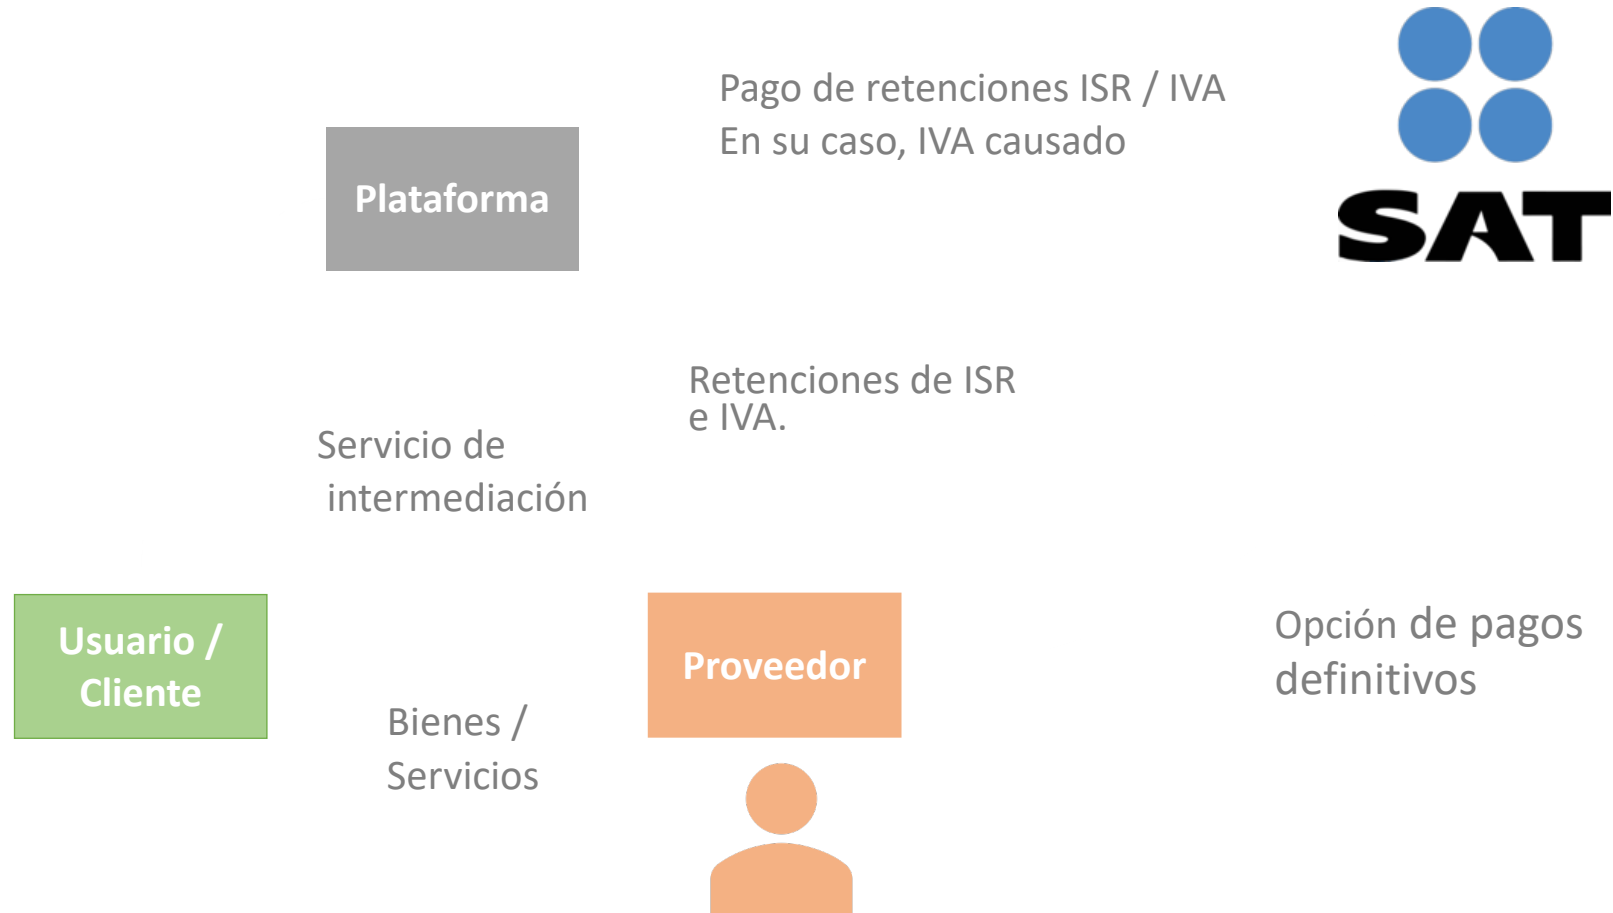 Pago de retenciones ISR / IVA
En su caso, IVA causado
Plataforma
SAT
Retenciones de ISR
e IVA.
Servicio de
intermediación
Usuario /
Cliente
Proveedor
Opción de pagos
definitivos
Bienes /
Servicios